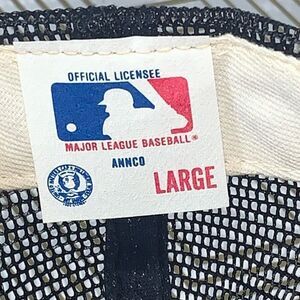 OFFICIAL LICENSEE
MAJOR LEAGUE BASEBALL®
ANNCO
LARGE